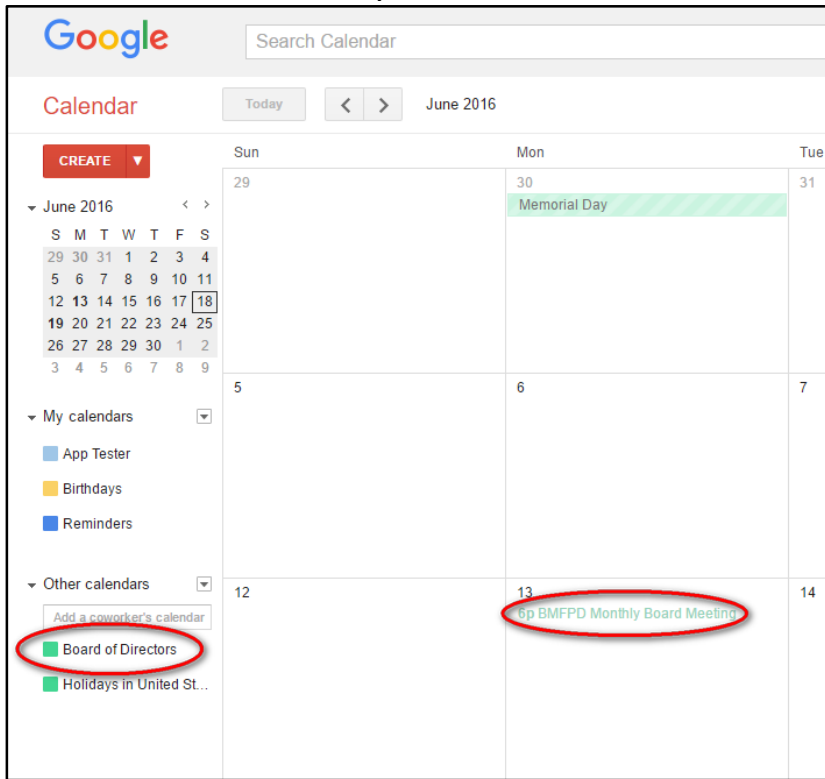 Google
Search Calendar
Calendar
Today
< >
June 2016
CREATE
June 2016 < >
S M T W T F S
29 30 31 1 2 3 4
5 6 7 8 9 10 11
12 13 14 15 16 17 18
19 20 21 22 23 24 25
26 27 28 29 30 1 2
3 4 5 6 7 8 9
My calendars
App Tester
Birthdays
Reminders
Other calendars
Add a coworker's calendar
Board of Directors
Holidays in United St...
Sun Mon Tue
29 30 31
Memorial Day
5 6 7
12 13 14
6p BMFPD Monthly Board Meeting